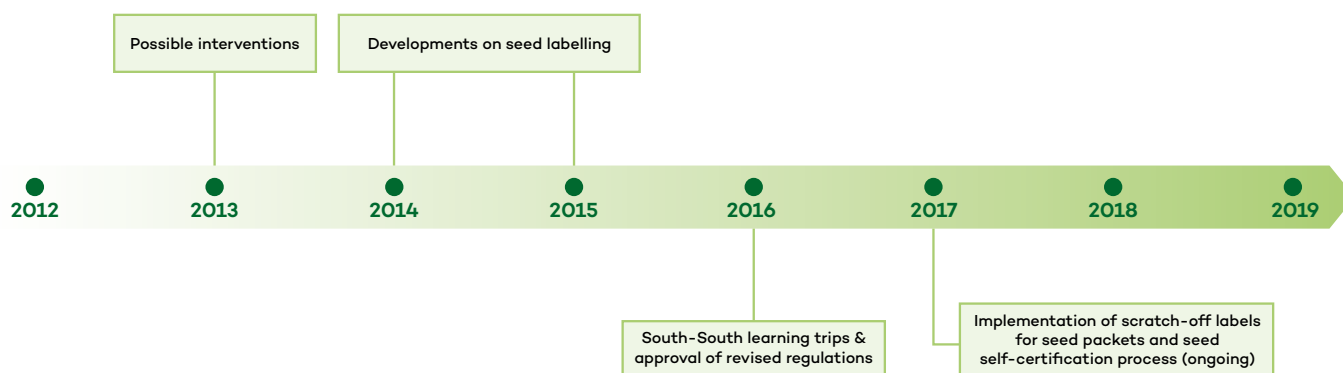 Possible interventions
Developments on seed labelling
2012
2013
2014
2015
2016
2017
2018
2019
South-South learning trips &
approval of revised regulations
Implementation of scratch-off labels
for seed packets and seed
self-certification process (ongoing)